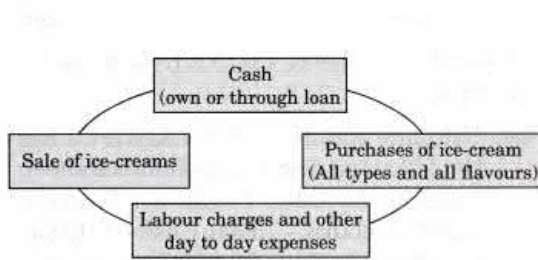 Cash
(own or through loan
Sale of ice-creams
Purchases of ice-cream
(All types and all flavours)
Labour charges and other
day to day expenses